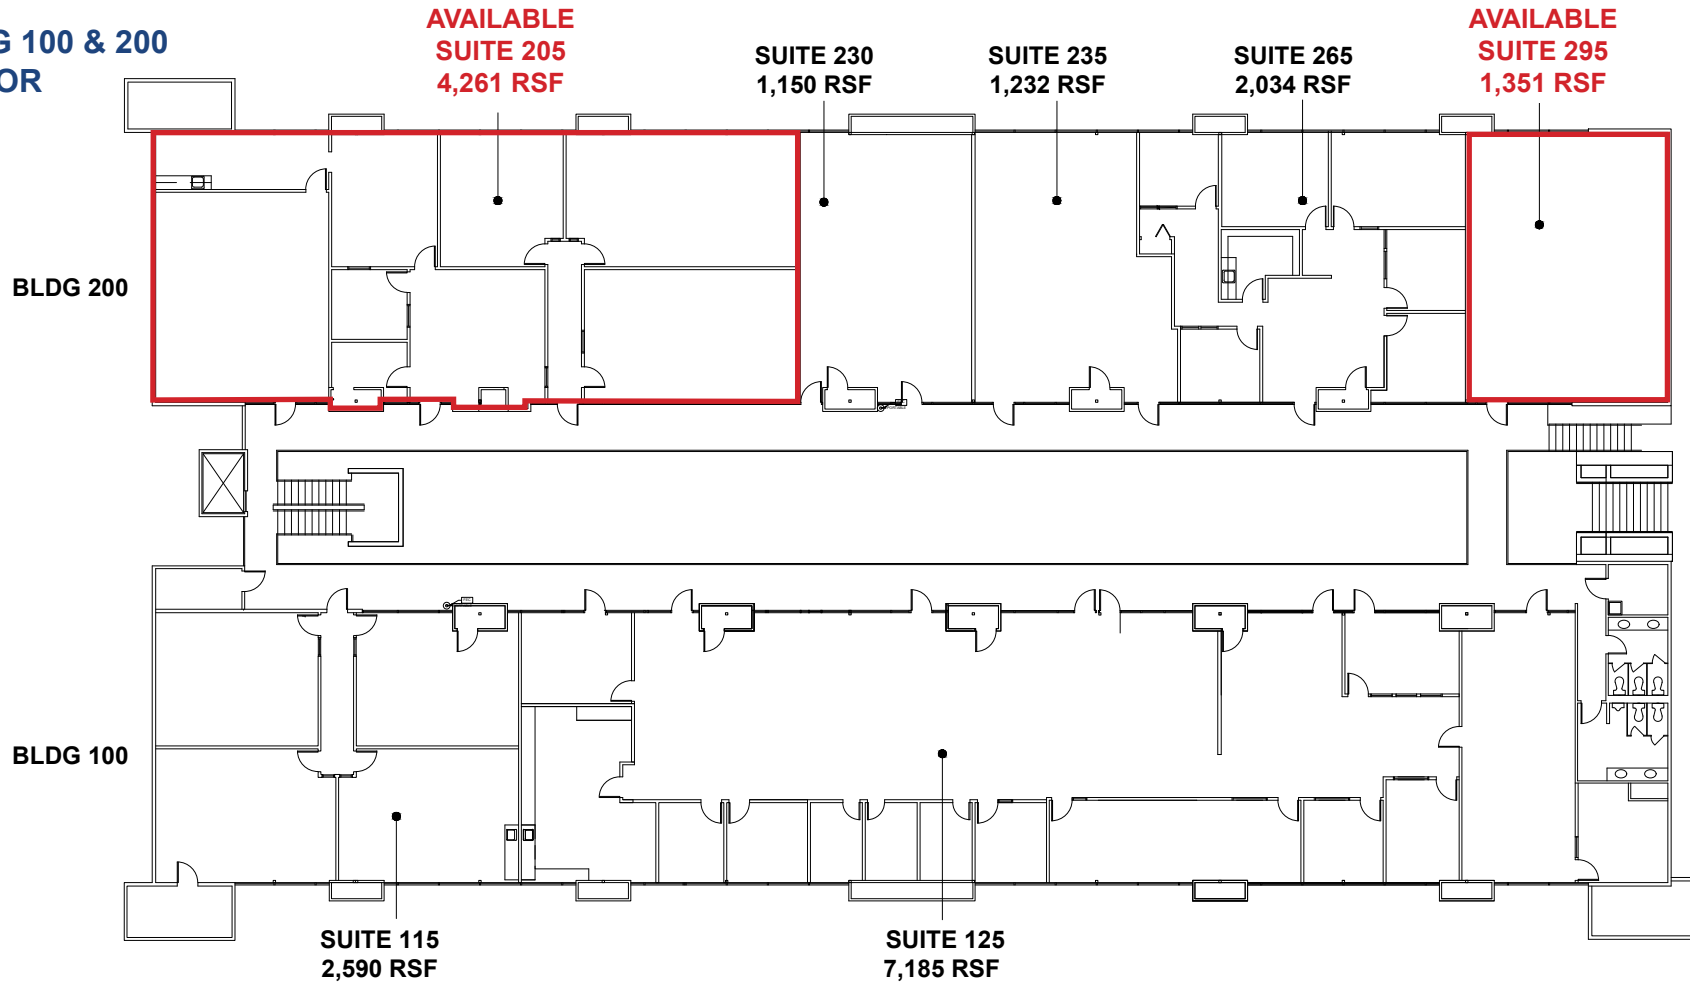 G 100 & 200
OR
AVAILABLE
SUITE 205
4,261 RSF
SUITE 230
1,150 RSF
SUITE 235
1,232 RSF
SUITE 265
2,034 RSF
AVAILABLE
SUITE 295
1,351 RSF
BLDG 200
BLDG 100
SUITE 115
2,590 RSF
SUITE 125
7,185 RSF